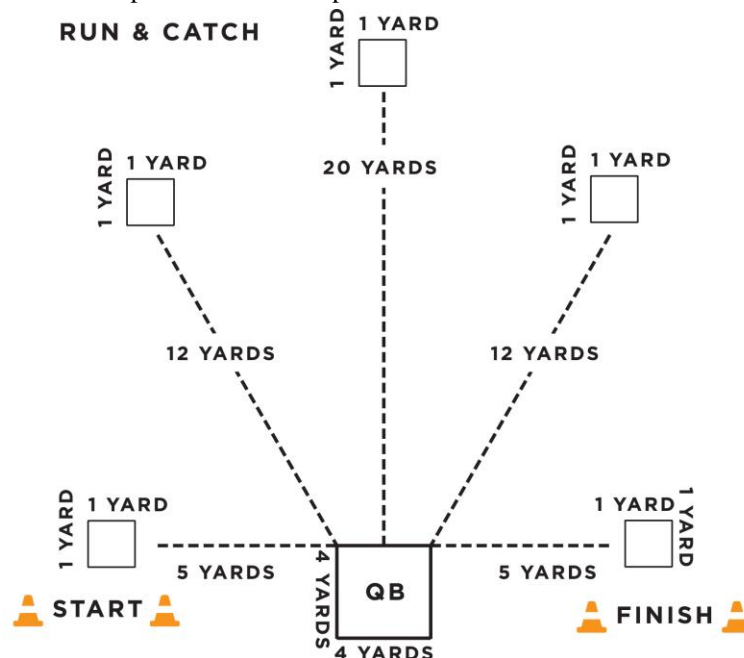 RUN & CATCH
1 YARD
1 YARD
20 YARDS
1 YARD
1 YARD
1 YARD
1 YARD
12 YARDS
12 YARDS
1 YARD
1 YARD
1 YARD
1 YARD
5 YARDS
4 YARDS
QB
5 YARDS
START
FINISH
4 YARDS